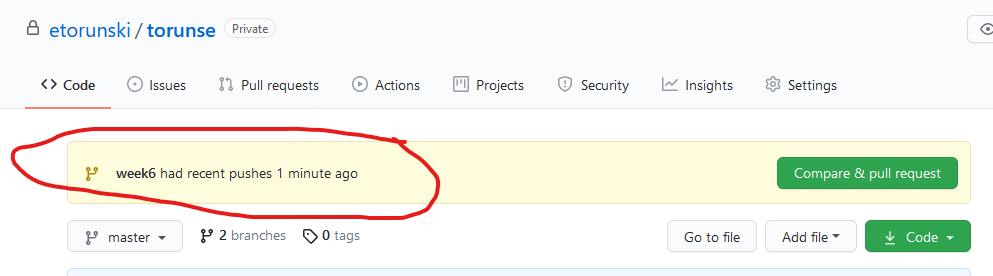 etorunski / torunse Private
Code Issues Pull requests Actions Projects Security Insights Settings
week6 had recent pushes 1 minute ago Compare & pull request
master 2 branches 0 tags Go to file Add file Code